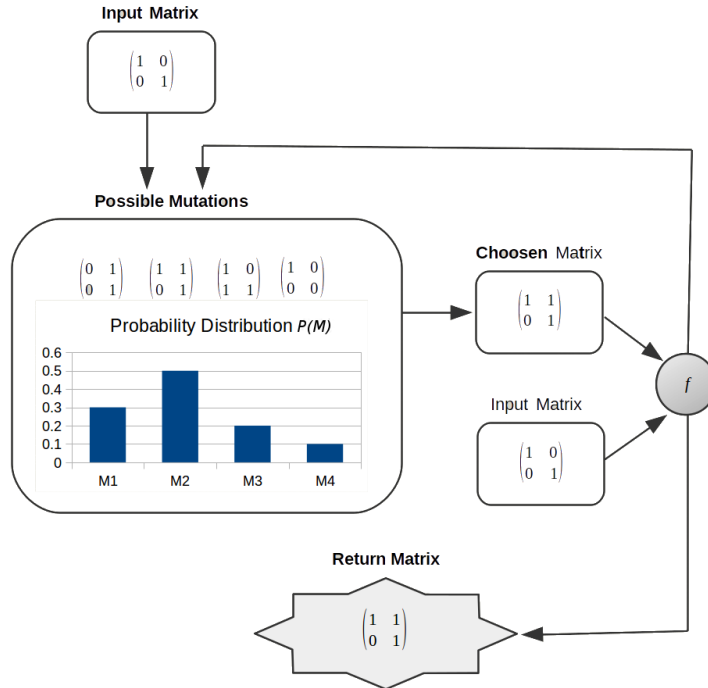 Input Matrix
1 0
0 1
Possible Mutations
0 1 1 1 1 0 1 0
0 1 0 1 1 1 0 0
Probability Distribution P(M)
0.6
0.5
0.4
0.3
0.2
0.1
0
M1 M2 M3 M4
Choosen Matrix
1 1
0 1
f
Input Matrix
1 0
0 1
Return Matrix
1 1
0 1